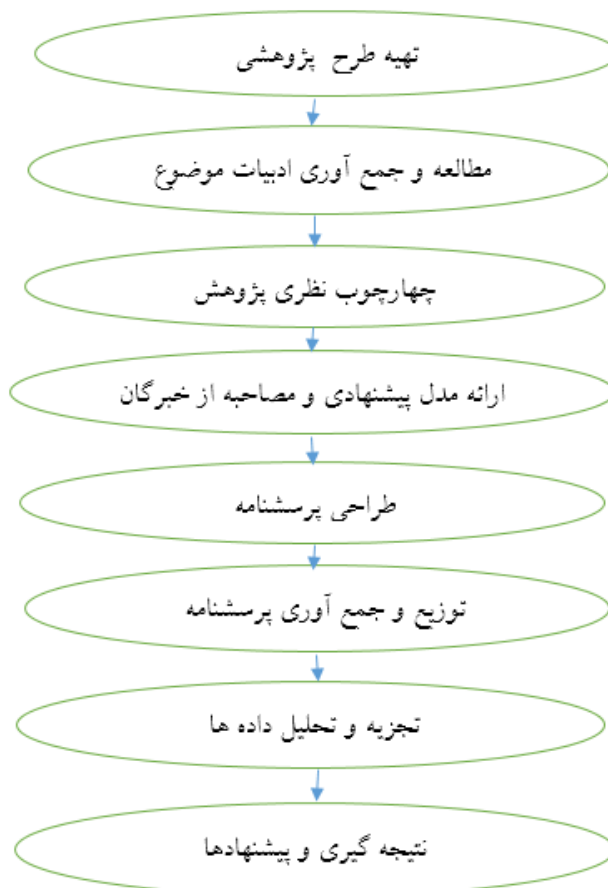 تهیه طرح پژوهشی
مطالعه و جمع آوری ادبیات موضوع
چهارچوب نظری پژوهش
ارائه مدل پیشنهادی و مصاحبه از خبرگان
طراحی پرسشنامه
توزیع و جمع آوری پرسشنامه
تجزیه و تحلیل داده ها
نتیجه گیری و پیشنهادها